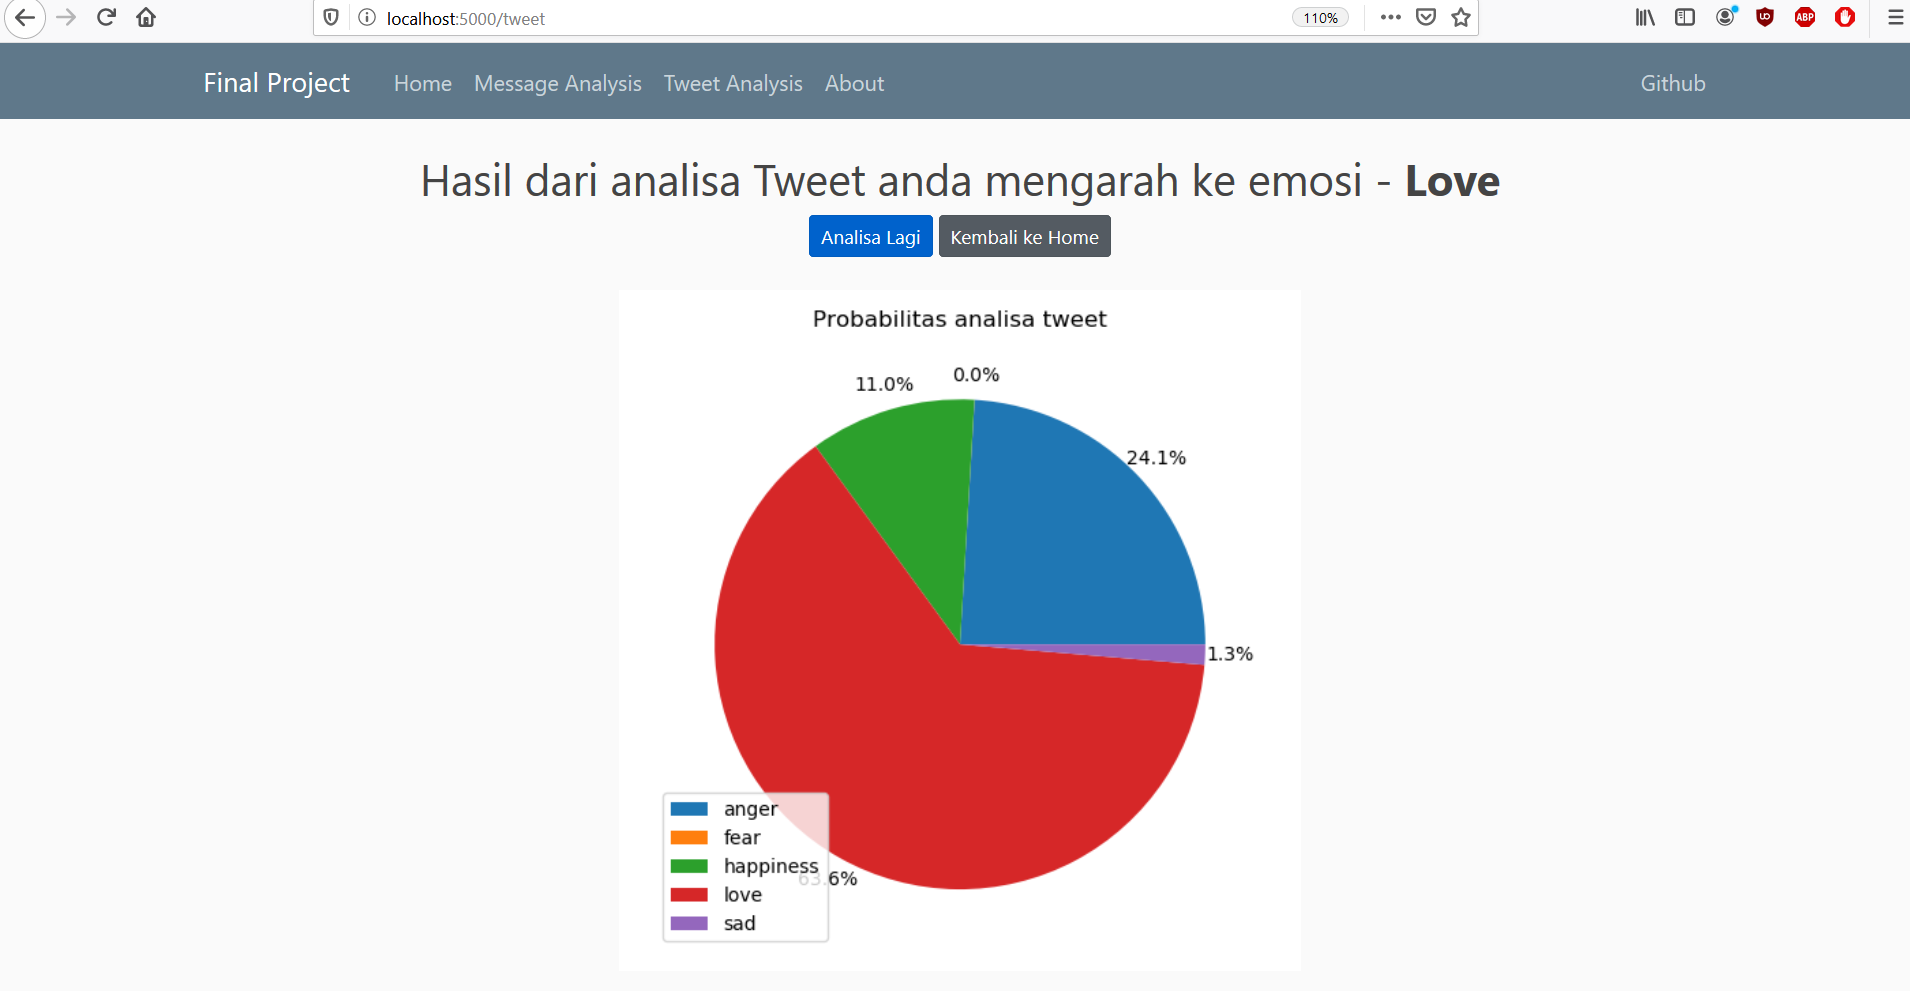 localhost:5000/tweet 110%
ABP
Final Project Home Message Analysis Tweet Analysis About Github
Hasil dari analisa Tweet anda mengarah ke emosi - Love
Analisa Lagi Kembali ke Home
Probabilitas analisa tweet
11.0%
0.0%
24.1%
1.3%
63.6%
anger
fear
happiness
love
sad